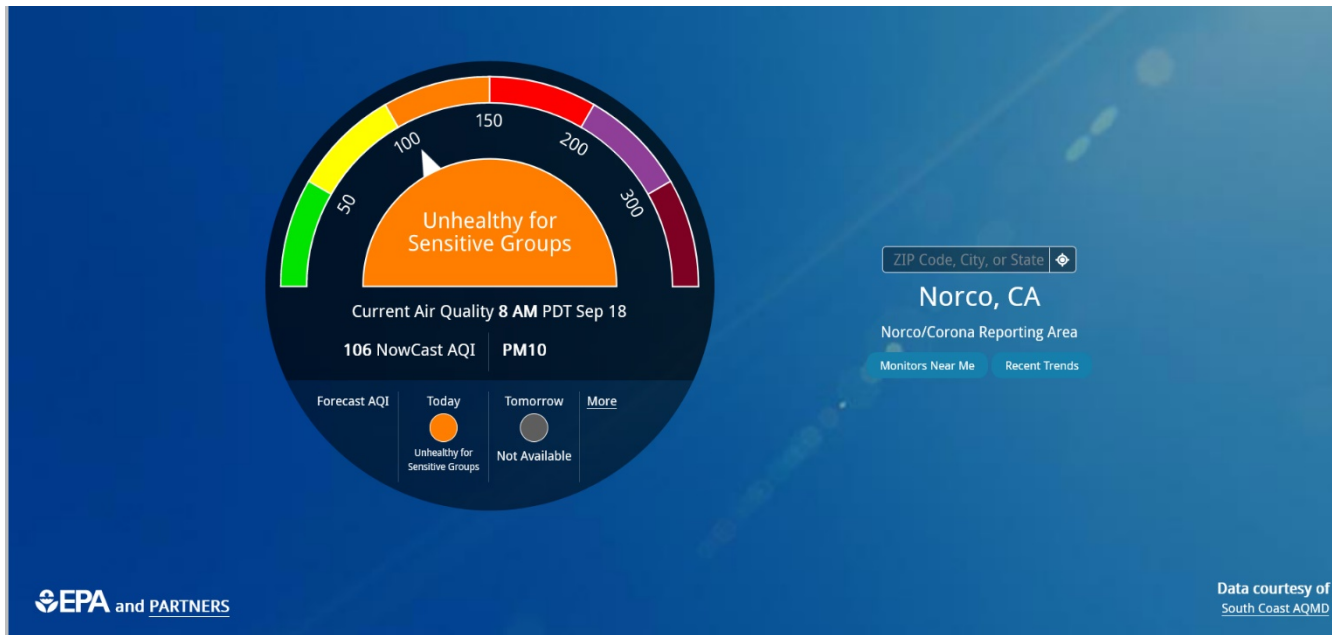 50
100
150
200
300
Unhealthy for
Sensitive Groups
Current Air Quality 8 AM PDT Sep 18
106 NowCast AQI
PM10
Forecast AQI
Today
Unhealthy for
Sensitive Groups
Tomorrow
Not Available
More
ZIP Code, City, or State
Norco, CA
Norco/Corona Reporting Area
Monitors Near Me
Recent Trends
EPA and PARTNERS
Data courtesy of
South Coast AQMD